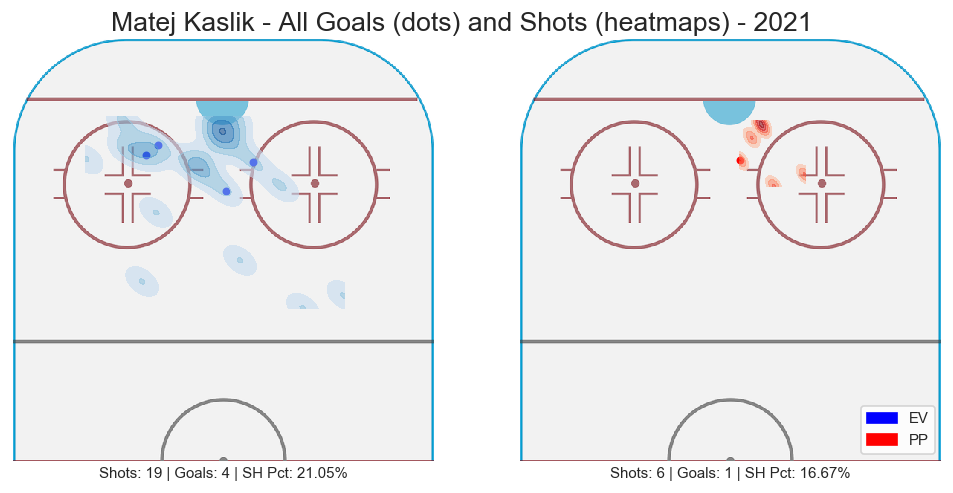 Matej Kaslik - All Goals (dots) and Shots (heatmaps) - 2021
EV
PP
Shots: 19 | Goals: 4 | SH Pct: 21.05%
Shots: 6 | Goals: 1 | SH Pct: 16.67%